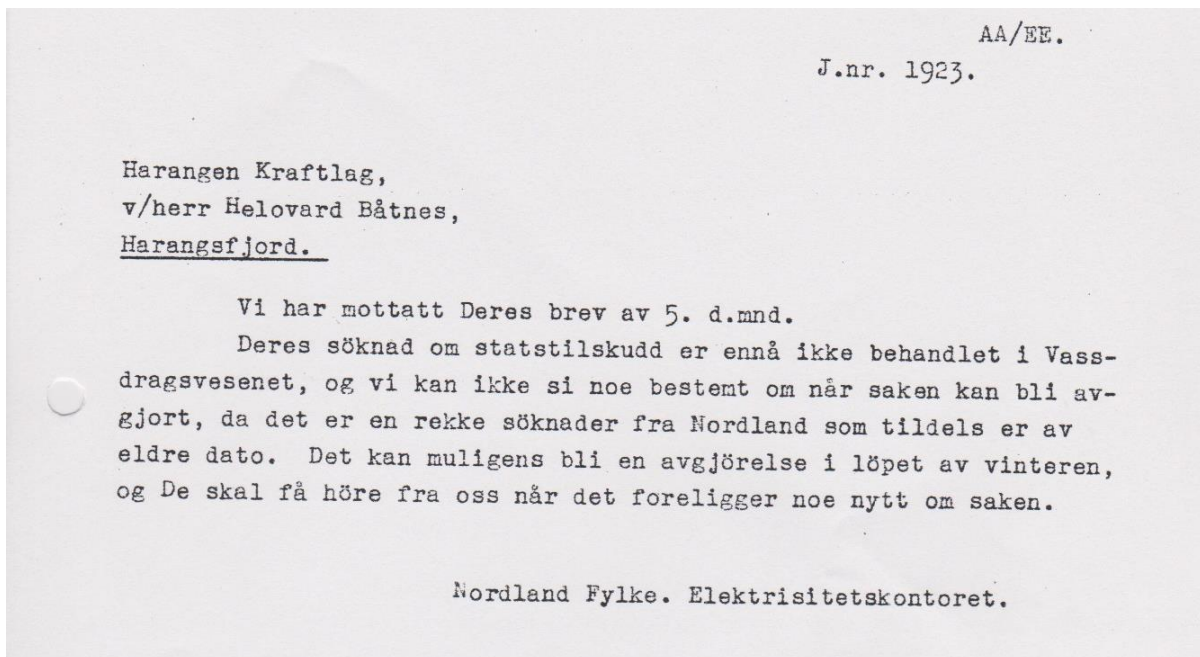 AA/EE.
J.nr. 1923.
Harangen Kraftlag,
v/herr Helovard Båtnes,
Harangsfjord.
Vi har mottatt Deres brev av 5. d.mnd.
Deres söknad om statstilskudd er ennå ikke behandlet i Vass-
dragsvesenet, og vi kan ikke si noe bestemt om når saken kan bli av-
gjort, da det er en rekke söknader fra Nordland som tildels er av
eldre dato. Det kan muligens bli en avgjörelse i löpet av vinteren,
og De skal få höre fra oss når det foreligger noe nytt om saken.
Nordland Fylke. Elektrisitetskontoret.